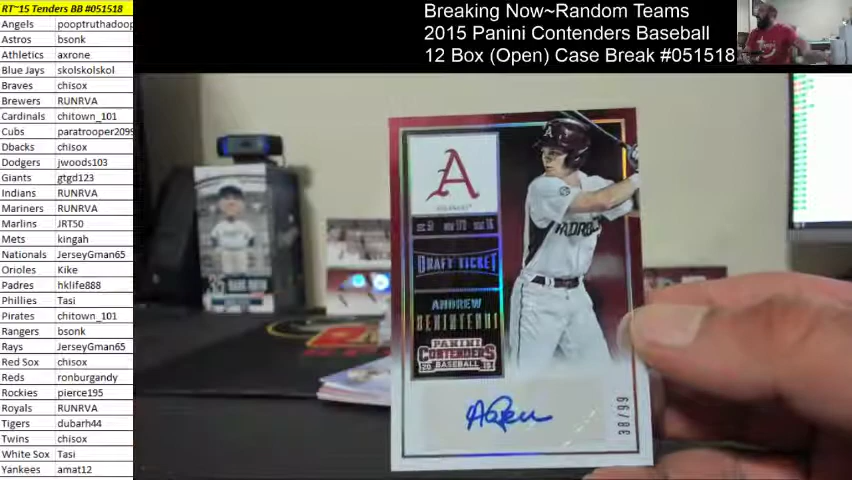 RT~15 Tenders BB #051518
Angels pooptruthadoop
Astros bsonk
Athletics axrone
Blue Jays skolskolskol
Braves chisox
Brewers RUNRVA
Cardinals chitown_101
Cubs paratrooper2099
Dbacks chisox
Dodgers jwoods103
Giants gtgd123
Indians RUNRVA
Mariners RUNRVA
Marlins JRT50
Mets kingah
Nationals JerseyGman65
Orioles Kike
Padres hklife888
Phillies Tasi
Pirates chitown_101
Rangers bsonk
Rays JerseyGman65
Red Sox chisox
Reds ronburgandy
Rockies pierce195
Royals RUNRVA
Tigers dubarh44
Twins chisox
White Sox Tasi
Yankees amat12
Breaking Now~Random Teams
2015 Panini Contenders Baseball
12 Box (Open) Case Break #051518
A
DRAFT TICKET
ANDREW
BENINTENDI
PANINI
CONTENDERS
20 BASEBALL 15
38/99